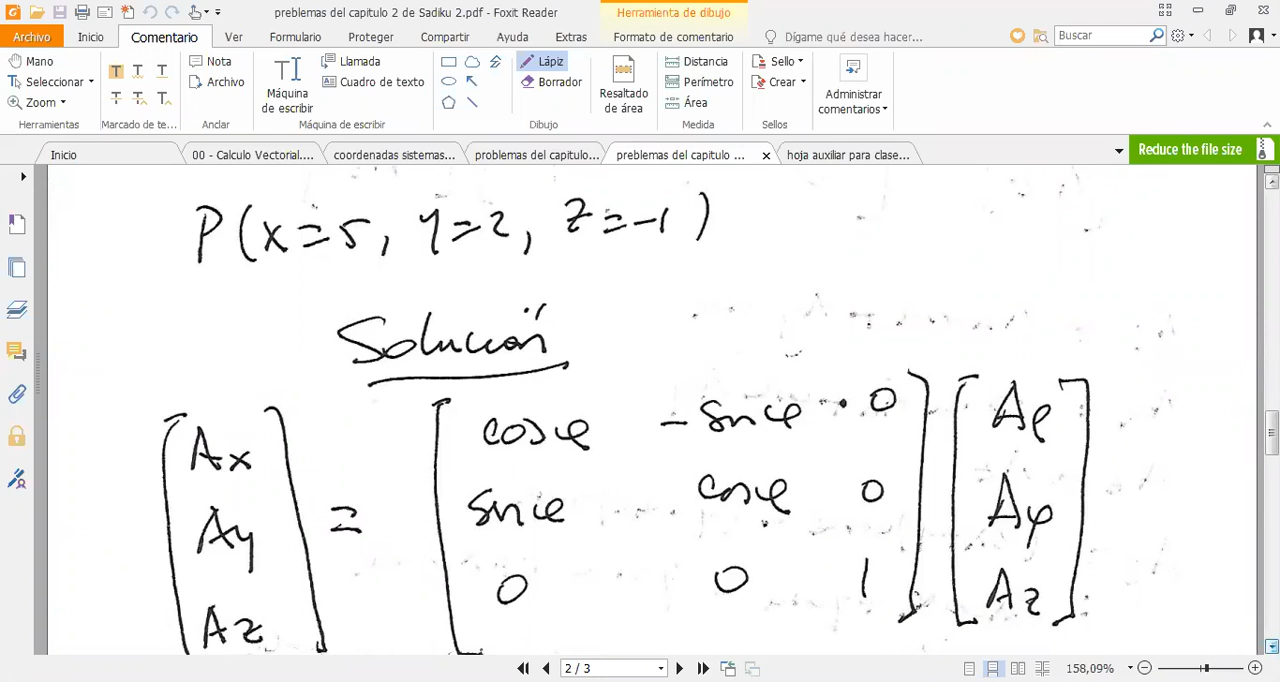 preblemas del capitulo 2 de Sadiku 2.pdf - Foxit Reader
Herramienta de dibujo
Archivo Inicio Comentario Ver Formulario Proteger Compartir Ayuda Extras Formato de comentario Dígame qué desea hacer... Buscar
Mano
Seleccionar
Zoom
Herramientas
T T T
T T T
Marcado de te...
Nota
Archivo
Anclar
Máquina de escribir
Llamada
Cuadro de texto
Máquina de escribir
Lápiz
Borrador
Dibujo
Resaltado de área
Distancia
Perímetro
Área
Medida
Sello
Crear
Sellos
Administrar comentarios
Inicio 00 - Calculo Vectorial.... coordenadas sistemas... problemas del capitulo... problemas del capitulo ... hoja auxiliar para clase... Reduce the file size
P(x=5, y=2, z=-1)
Solución
Ax = cosφ -senφ 0 Aρ
Ay senφ cosφ 0 Aφ
Az 0 0 1 Az
2 / 3 158,09%